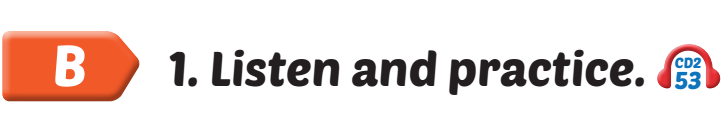 B 1. Listen and practice. CD2
53